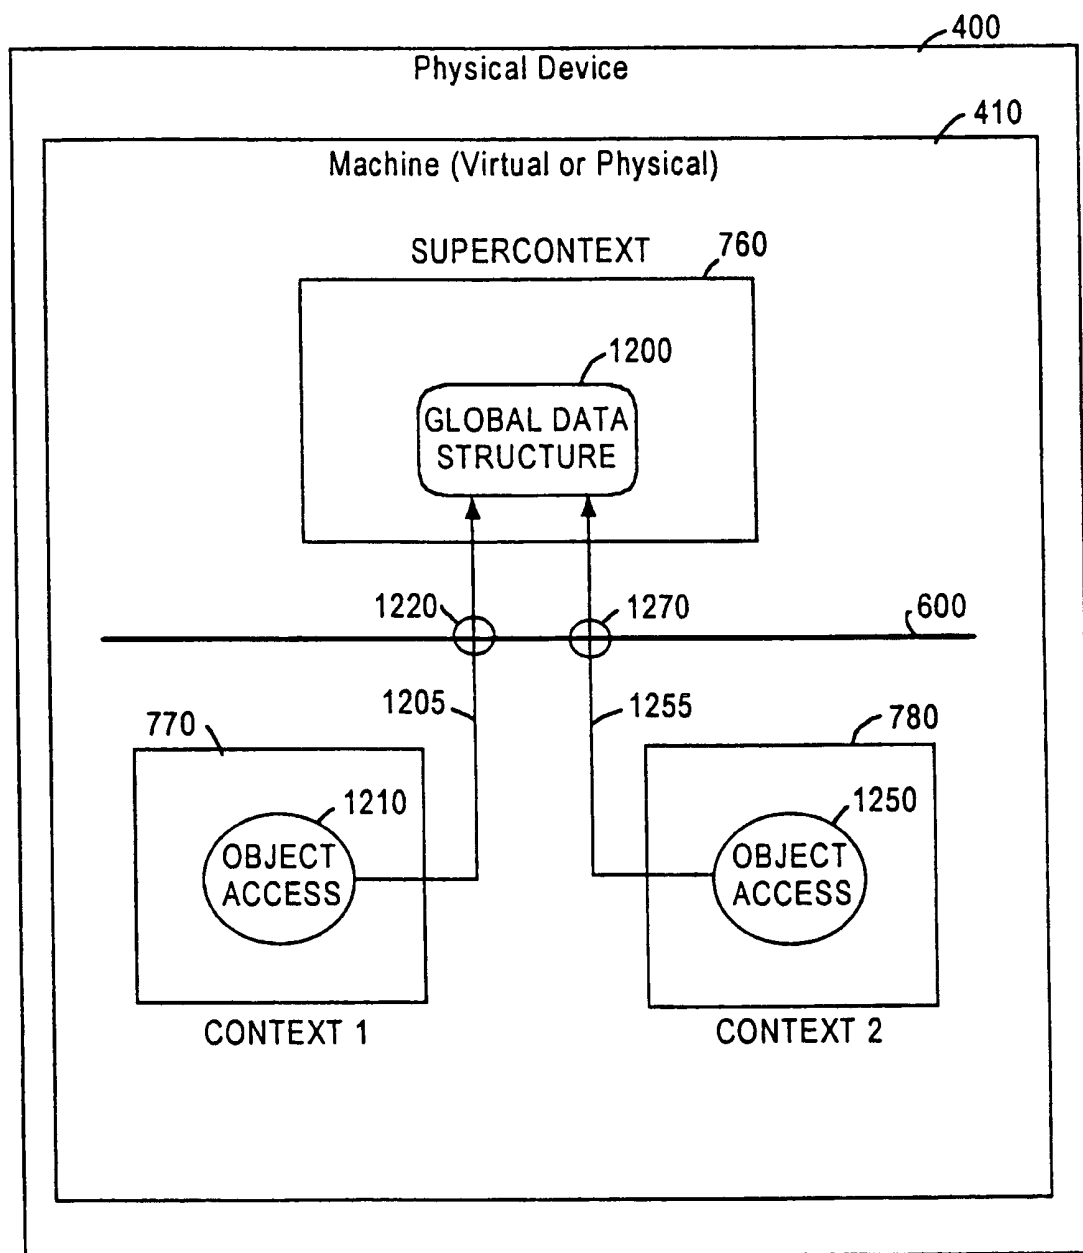 400
Physical Device
410
Machine (Virtual or Physical)
SUPERCONTEXT
760
1200
GLOBAL DATA
STRUCTURE
1220
1270
600
1205
1255
770
780
1210
1250
OBJECT
ACCESS
OBJECT
ACCESS
CONTEXT 1
CONTEXT 2